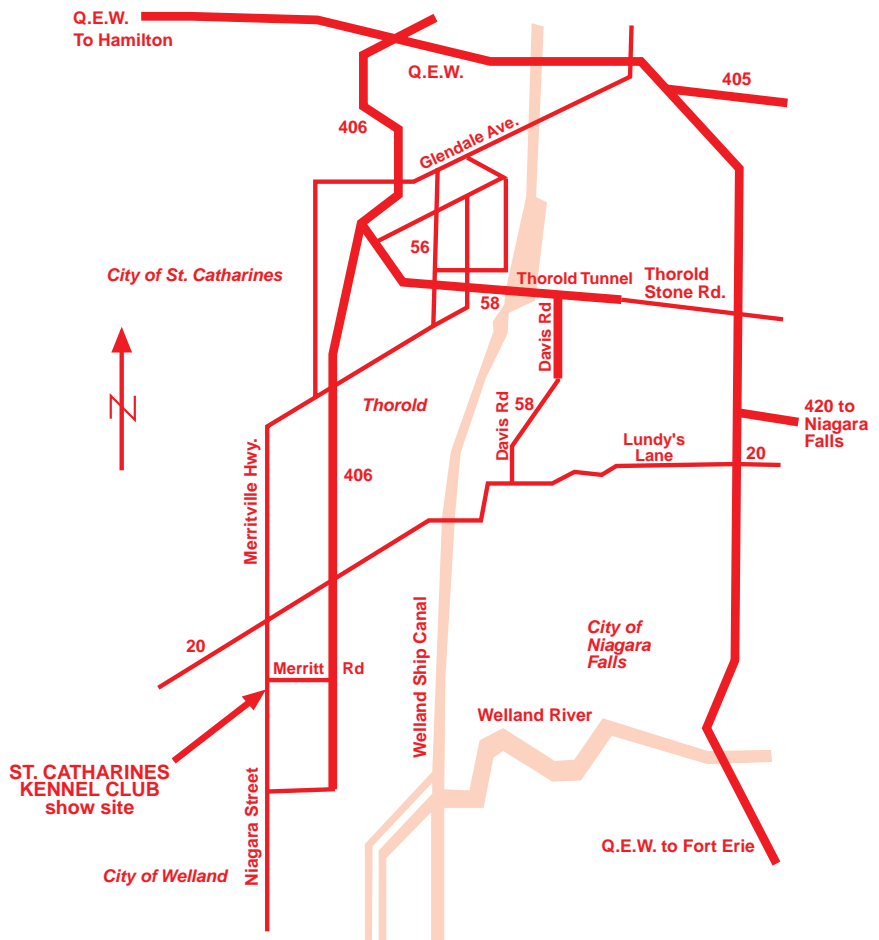 Q.E.W.
To Hamilton
Q.E.W.
405
406
Glendale Ave.
56
City of St. Catharines
Thorold Tunnel
Thorold
Stone Rd.
58
Davis Rd
N
Thorold
58
Davis Rd
420 to
Niagara
Falls
Lundy's
Lane
20
Merrittville Hwy.
406
Welland Ship Canal
City of
Niagara
Falls
20
Merritt Rd
Welland River
ST. CATHARINES
KENNEL CLUB
show site
Niagara Street
Q.E.W. to Fort Erie
City of Welland